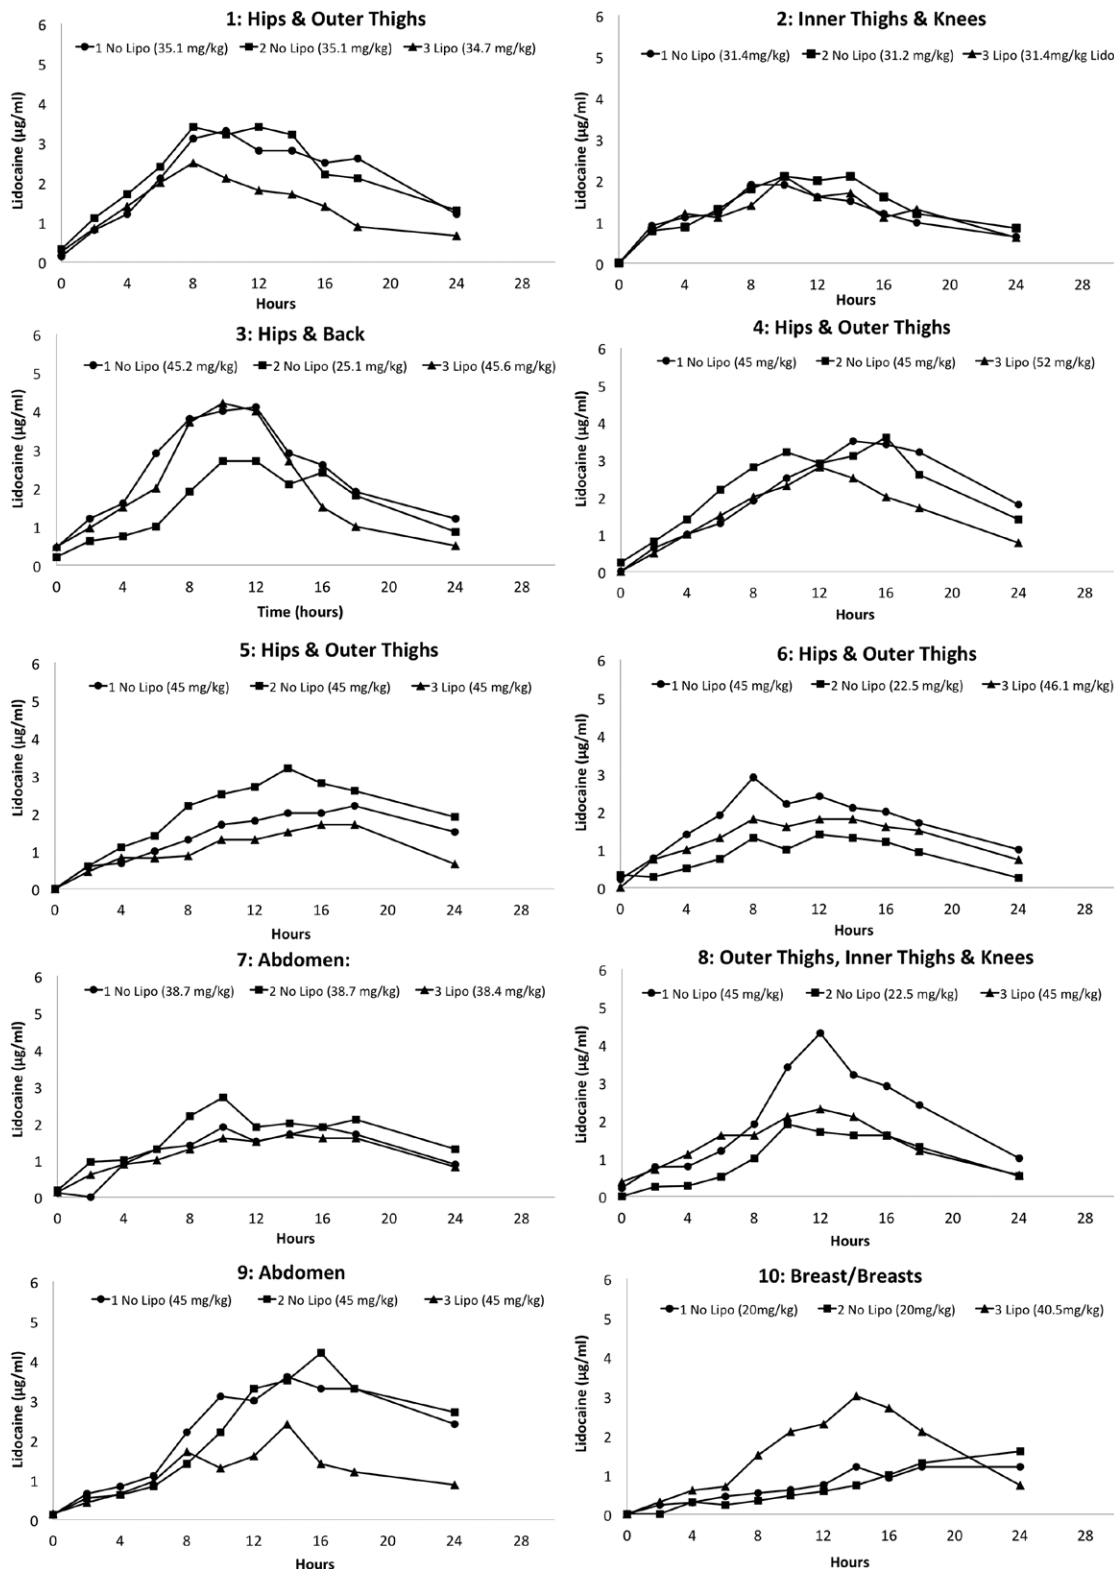 1: Hips & Outer Thighs
1 No Lipo (35.1 mg/kg) 2 No Lipo (35.1 mg/kg) 3 Lipo (34.7 mg/kg)
Lidocaine (µg/ml)
6
5
4
3
2
1
0
0 4 8 12 16 20 24 28
Hours
2: Inner Thighs & Knees
1 No Lipo (31.4mg/kg) 2 No Lipo (31.2 mg/kg) 3 Lipo (31.4mg/kg Lido
Lidocaine (µg/ml)
6
5
4
3
2
1
0
0 4 8 12 16 20 24 28
Hours
3: Hips & Back
1 No Lipo (45.2 mg/kg) 2 No Lipo (25.1 mg/kg) 3 Lipo (45.6 mg/kg)
Lidocaine (µg/ml)
6
5
4
3
2
1
0
0 4 8 12 16 20 24 28
Time (hours)
4: Hips & Outer Thighs
1 No Lipo (45 mg/kg) 2 No Lipo (45 mg/kg) 3 Lipo (52 mg/kg)
Lidocaine (µg/ml)
6
5
4
3
2
1
0
0 4 8 12 16 20 24 28
Hours
5: Hips & Outer Thighs
1 No Lipo (45 mg/kg) 2 No Lipo (45 mg/kg) 3 Lipo (45 mg/kg)
Lidocaine (µg/ml)
6
5
4
3
2
1
0
0 4 8 12 16 20 24 28
Hours
6: Hips & Outer Thighs
1 No Lipo (45 mg/kg) 2 No Lipo (22.5 mg/kg) 3 Lipo (46.1 mg/kg)
Lidocaine (µg/ml)
6
5
4
3
2
1
0
0 4 8 12 16 20 24 28
Hours
7: Abdomen:
1 No Lipo (38.7 mg/kg) 2 No Lipo (38.7 mg/kg) 3 Lipo (38.4 mg/kg)
Lidocaine (µg/ml)
6
5
4
3
2
1
0
0 4 8 12 16 20 24 28
Hours
8: Outer Thighs, Inner Thighs & Knees
1 No Lipo (45 mg/kg) 2 No Lipo (22.5 mg/kg) 3 Lipo (45 mg/kg)
Lidocaine (µg/ml)
6
5
4
3
2
1
0
0 4 8 12 16 20 24 28
Hours
9: Abdomen
1 No Lipo (45 mg/kg) 2 No Lipo (45 mg/kg) 3 Lipo (45 mg/kg)
Lidocaine (µg/ml)
6
5
4
3
2
1
0
0 4 8 12 16 20 24 28
Hours
10: Breast/Breasts
1 No Lipo (20mg/kg) 2 No Lipo (20mg/kg) 3 Lipo (40.5mg/kg)
Lidocaine (µg/ml)
6
5
4
3
2
1
0
0 4 8 12 16 20 24 28
Hours